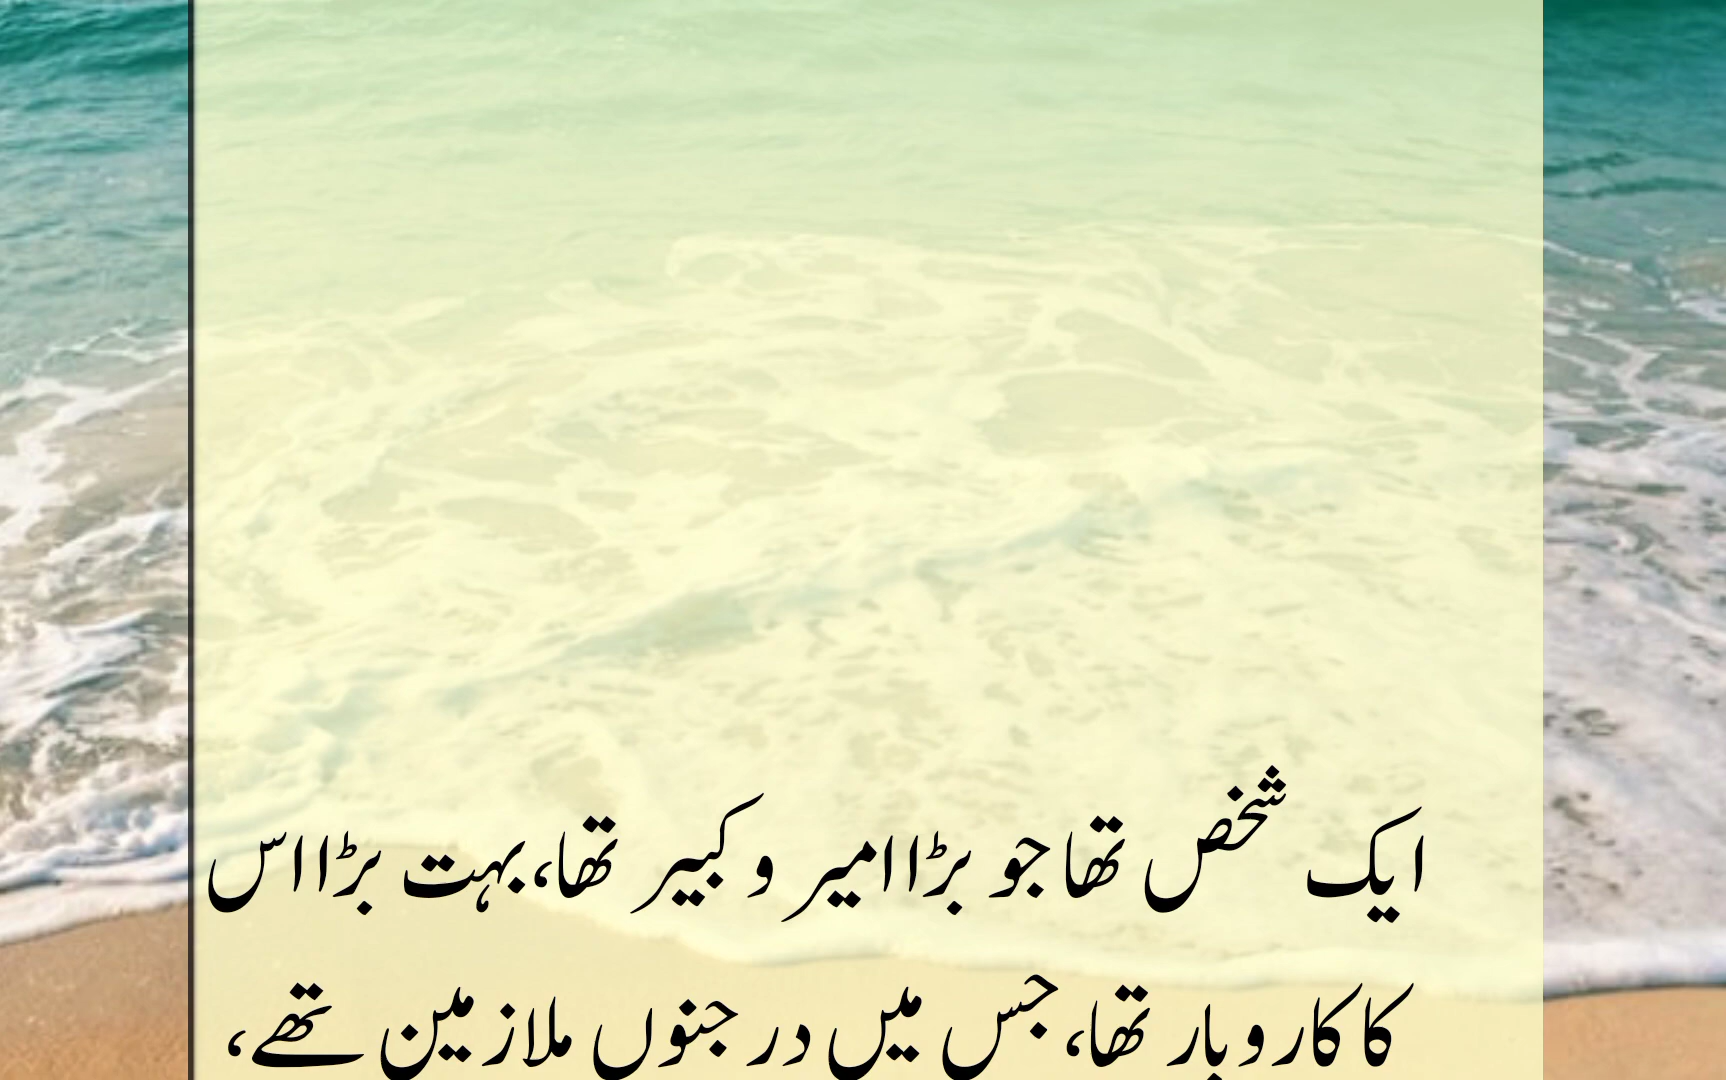 ایک شخص تھا جو بڑا امیر و کبیر تھا، بہت بڑا اس
کا کاروبار تھا، جس میں درجنوں ملازمین تھے،